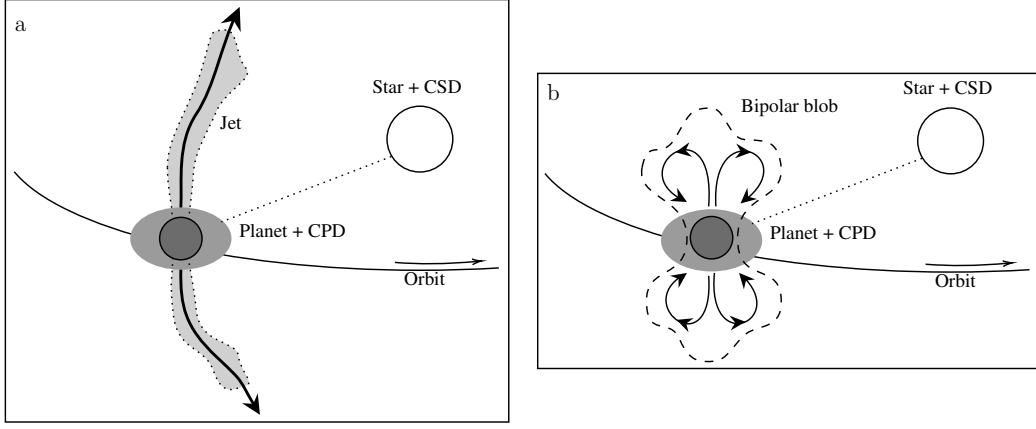 a
Star + CSD
Jet
Planet + CPD
Orbit
b
Bipolar blob
Star + CSD
Planet + CPD
Orbit